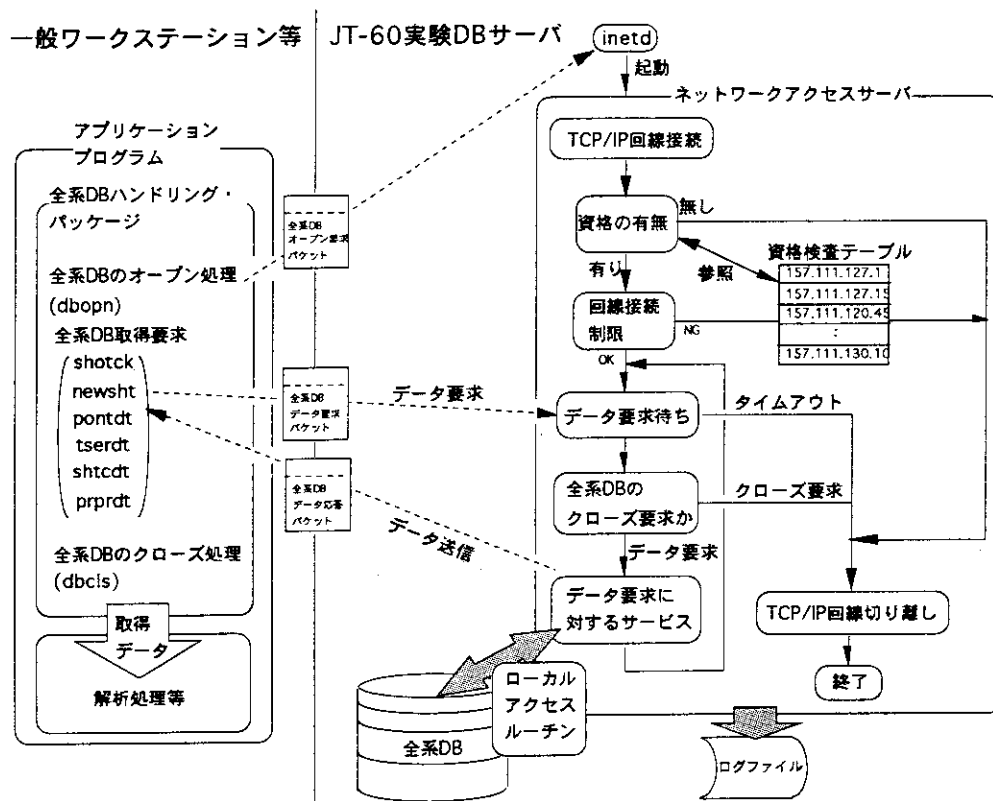 一般ワークステーション等
JT-60実験DBサーバ
inetd
起動
ネットワークアクセスサーバ
アプリケーション
プログラム
全系DBハンドリング・
パッケージ
全系DBのオープン処理
(dbopn)
全系DB取得要求
shotck
newsht
pontdt
tserdt
shtcdt
prprdt
全系DBのクローズ処理
(dbcls)
取得
データ
解析処理等
全系DB
オープン要求
パケット
全系DB
データ要求
パケット
全系DB
データ応答
パケット
データ要求
データ送信
TCP/IP回線接続
資格の有無
無し
有り
参照
資格検査テーブル
157.111.127.1
157.111.127.15
157.111.120.45
:
157.111.130.10
回線接続
制限
NG
OK
データ要求待ち
タイムアウト
全系DBの
クローズ要求か
クローズ要求
データ要求
データ要求に
対するサービス
TCP/IP回線切り離し
終了
ローカル
アクセス
ルーチン
全系DB
ログファイル